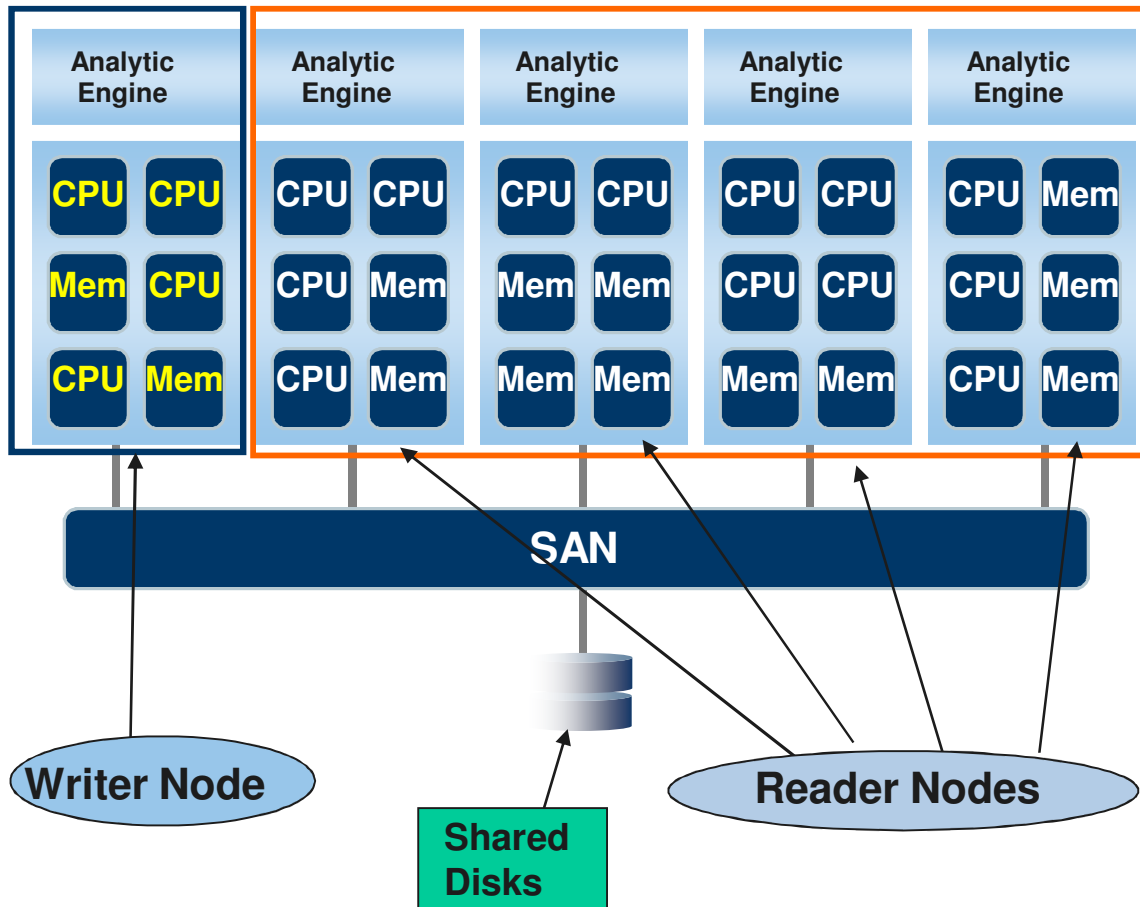 Analytic Analytic Analytic Analytic Analytic
Engine Engine Engine Engine Engine
CPU CPU CPU CPU CPU CPU CPU CPU CPU Mem
Mem CPU CPU Mem Mem Mem CPU CPU CPU Mem
CPU Mem CPU Mem Mem Mem Mem Mem CPU Mem
SAN
Writer Node
Reader Nodes
Shared
Disks